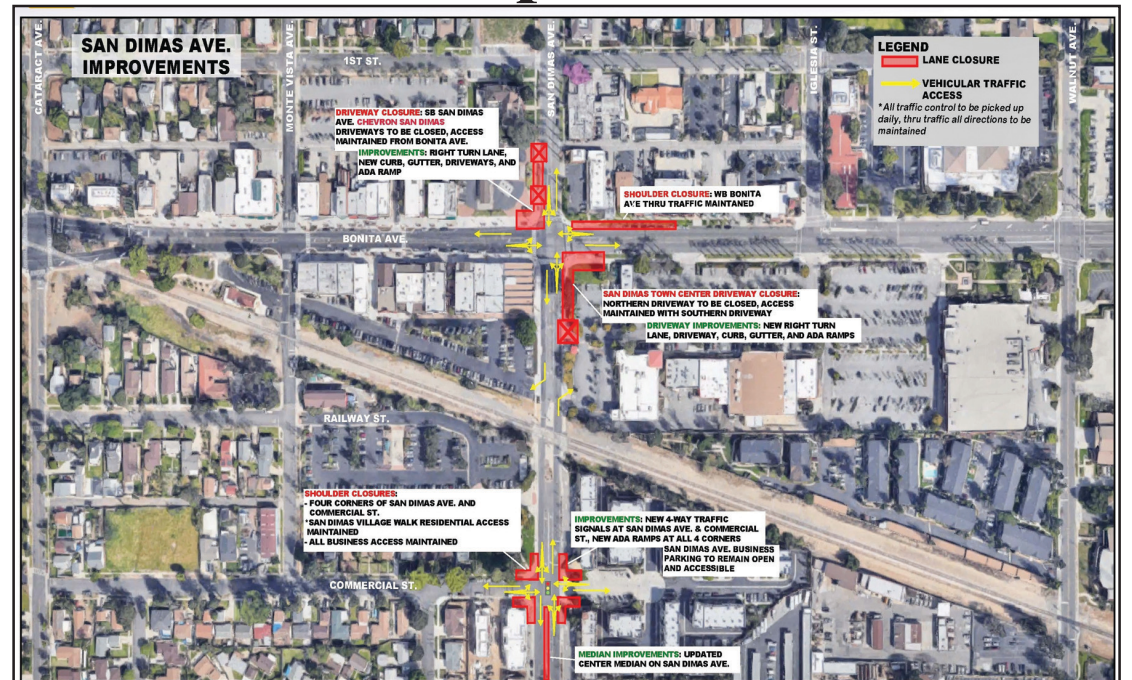 SAN DIMAS AVE.
IMPROVEMENTS
CATARACT AVE.
MONTE VISTA AVE.
1ST ST.
SAN DIMAS AVE.
IGLESIA ST.
WALNUT AVE.
LEGEND
LANE CLOSURE
VEHICULAR TRAFFIC
ACCESS
*All traffic control to be picked up
daily, thru traffic all directions to be
maintained
DRIVEWAY CLOSURE: SB SAN DIMAS
AVE. CHEVRON SAN DIMAS
DRIVEWAYS TO BE CLOSED, ACCESS
MAINTAINED FROM BONITA AVE.
IMPROVEMENTS: RIGHT TURN LANE,
NEW CURB, GUTTER, DRIVEWAYS, AND
ADA RAMP
SHOULDER CLOSURE: WB BONITA
AVE THRU TRAFFIC MAINTANED
BONITA AVE.
SAN DIMAS TOWN CENTER DRIVEWAY CLOSURE:
NORTHERN DRIVEWAY TO BE CLOSED, ACCESS
MAINTAINED WITH SOUTHERN DRIVEWAY
DRIVEWAY IMPROVEMENTS: NEW RIGHT TURN
LANE, DRIVEWAY, CURB, GUTTER, AND ADA RAMPS
RAILWAY ST.
SHOULDER CLOSURES:
- FOUR CORNERS OF SAN DIMAS AVE. AND
COMMERCIAL ST.
*SAN DIMAS VILLAGE WALK RESIDENTIAL ACCESS
MAINTAINED
- ALL BUSINESS ACCESS MAINTAINED
IMPROVEMENTS: NEW 4-WAY TRAFFIC
SIGNALS AT SAN DIMAS AVE. & COMMERCIAL
ST., NEW ADA RAMPS AT ALL 4 CORNERS
SAN DIMAS AVE. BUSINESS
PARKING TO REMAIN OPEN
AND ACCESSIBLE
COMMERCIAL ST.
MEDIAN IMPROVEMENTS: UPDATED
CENTER MEDIAN ON SAN DIMAS AVE.